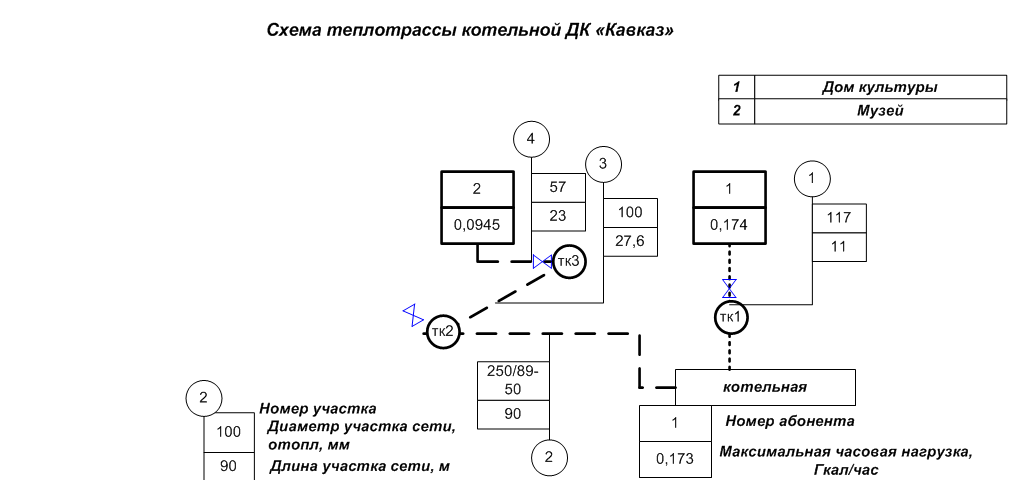 Схема теплотрассы котельной ДК «Кавказ»
1 Дом культуры
2 Музей
4
3
1
2
0,0945
57
23
100
27,6
1
0,174
117
11
тк3
тк2
тк1
250/89-
50
90
2
котельная
2
Номер участка
100
Диаметр участка сети,
отопл, мм
90
Длина участка сети, м
1
Номер абонента
0,173
Максимальная часовая нагрузка,
Гкал/час